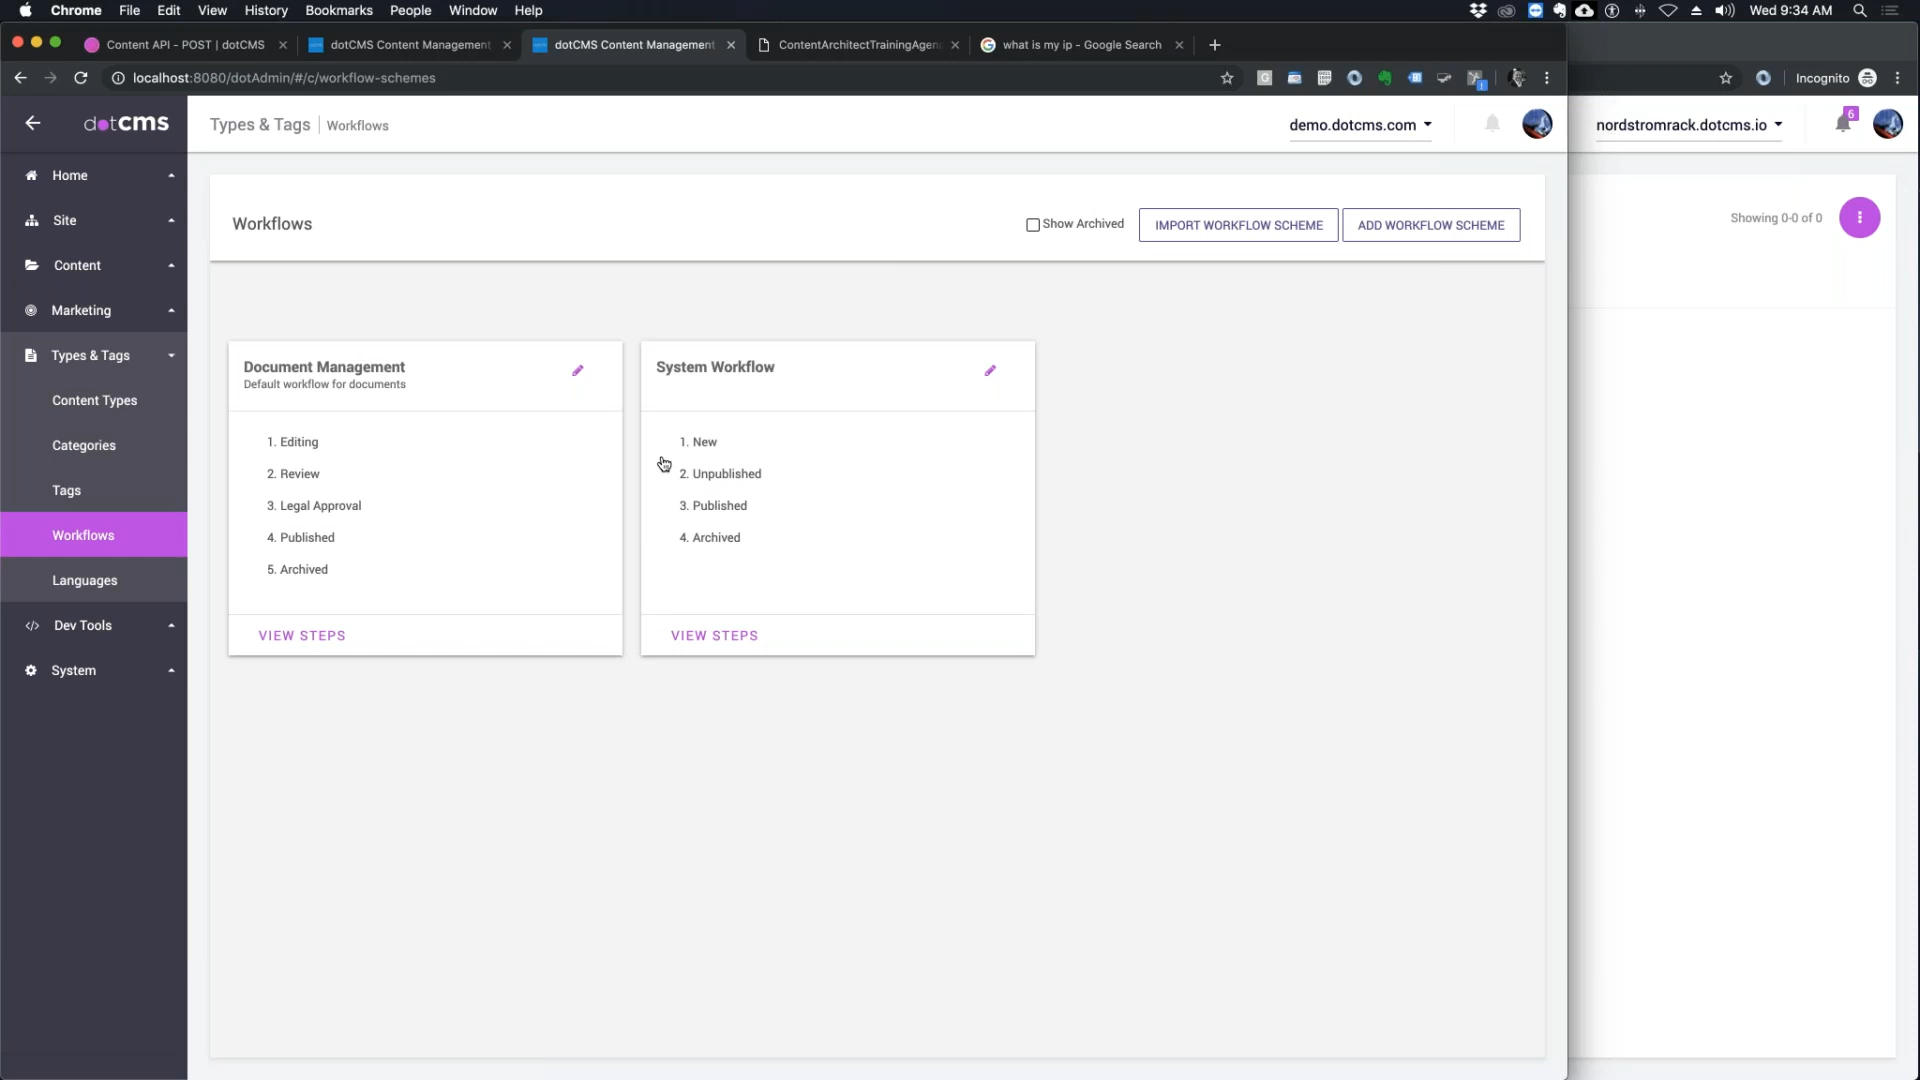 Chrome File Edit View History Bookmarks People Window Help Wed 9:34 AM
Content API - POST | dotCMS dotCMS Content Management dotCMS Content Management ContentArchitectTrainingAgen what is my ip - Google Search
localhost:8080/dotAdmin/#/c/workflow-schemes Incognito
dotCMS Types & Tags Workflows demo.dotcms.com nordstromrack.dotcms.io 6
Home
Site
Content
Marketing
Types & Tags
Content Types
Categories
Tags
Workflows
Languages
Dev Tools
System
Workflows Show Archived IMPORT WORKFLOW SCHEME ADD WORKFLOW SCHEME
Showing 0-0 of 0
Document Management
Default workflow for documents
1. Editing
2. Review
3. Legal Approval
4. Published
5. Archived
VIEW STEPS
System Workflow
1. New
2. Unpublished
3. Published
4. Archived
VIEW STEPS